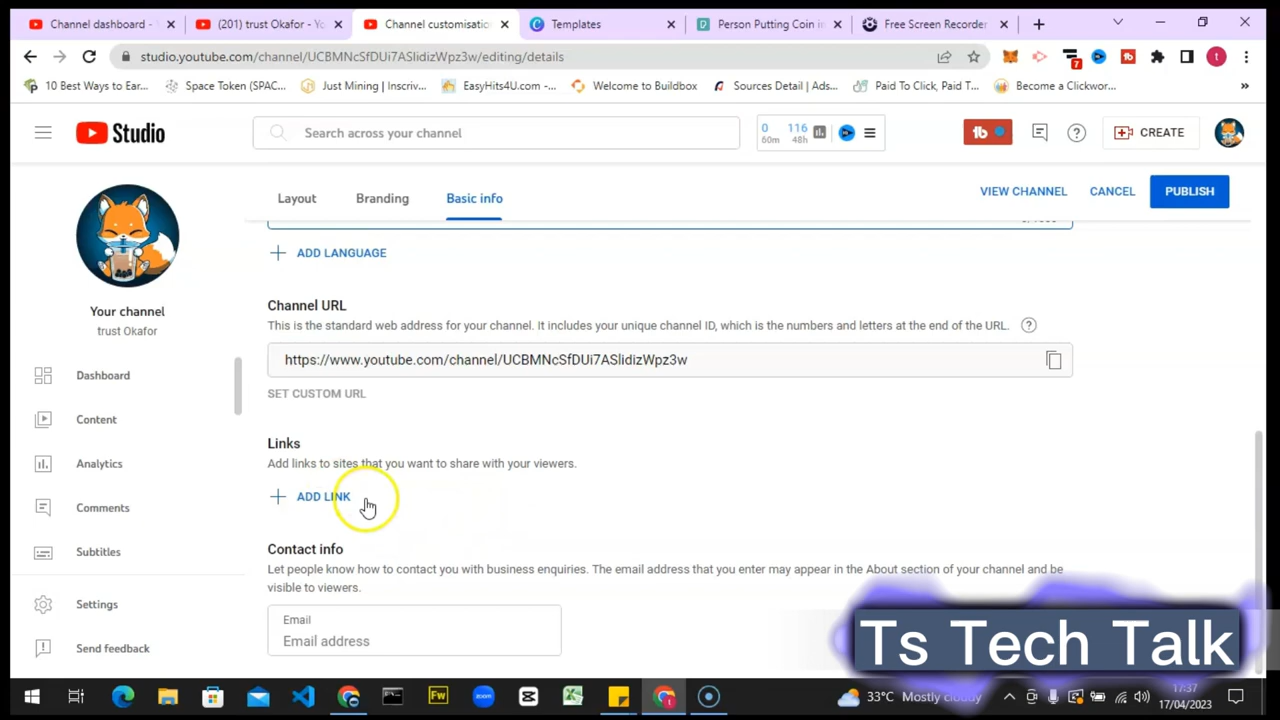 Channel dashboard -
(201) trust Okafor - Yo
Channel customisatio
Templates
Person Putting Coin i
Free Screen Recorder
studio.youtube.com/channel/UCBMNcSfDUi7ASlidizWpz3w/editing/details
7
t
10 Best Ways to Ear...
Space Token (SPAC...
Just Mining | Inscriv...
EasyHits4U.com -...
Welcome to Buildbox
Sources Detail | Ads...
Paid To Click, Paid T...
Become a Clickwor...
»
Studio
Search across your channel
0 116
60m 48h
tb
CREATE
Layout
Branding
Basic info
VIEW CHANNEL
CANCEL
PUBLISH
ADD LANGUAGE
Your channel
trust Okafor
Channel URL
This is the standard web address for your channel. It includes your unique channel ID, which is the numbers and letters at the end of the URL.
https://www.youtube.com/channel/UCBMNcSfDUi7ASlidizWpz3w
SET CUSTOM URL
Dashboard
Content
Analytics
Comments
Subtitles
Settings
Send feedback
Links
Add links to sites that you want to share with your viewers.
ADD LINK
Contact info
Let people know how to contact you with business enquiries. The email address that you enter may appear in the About section of your channel and be
visible to viewers.
Email
Email address
Ts Tech Talk
Fw
zoom
33°C Mostly cloudy
17:37
17/04/2023